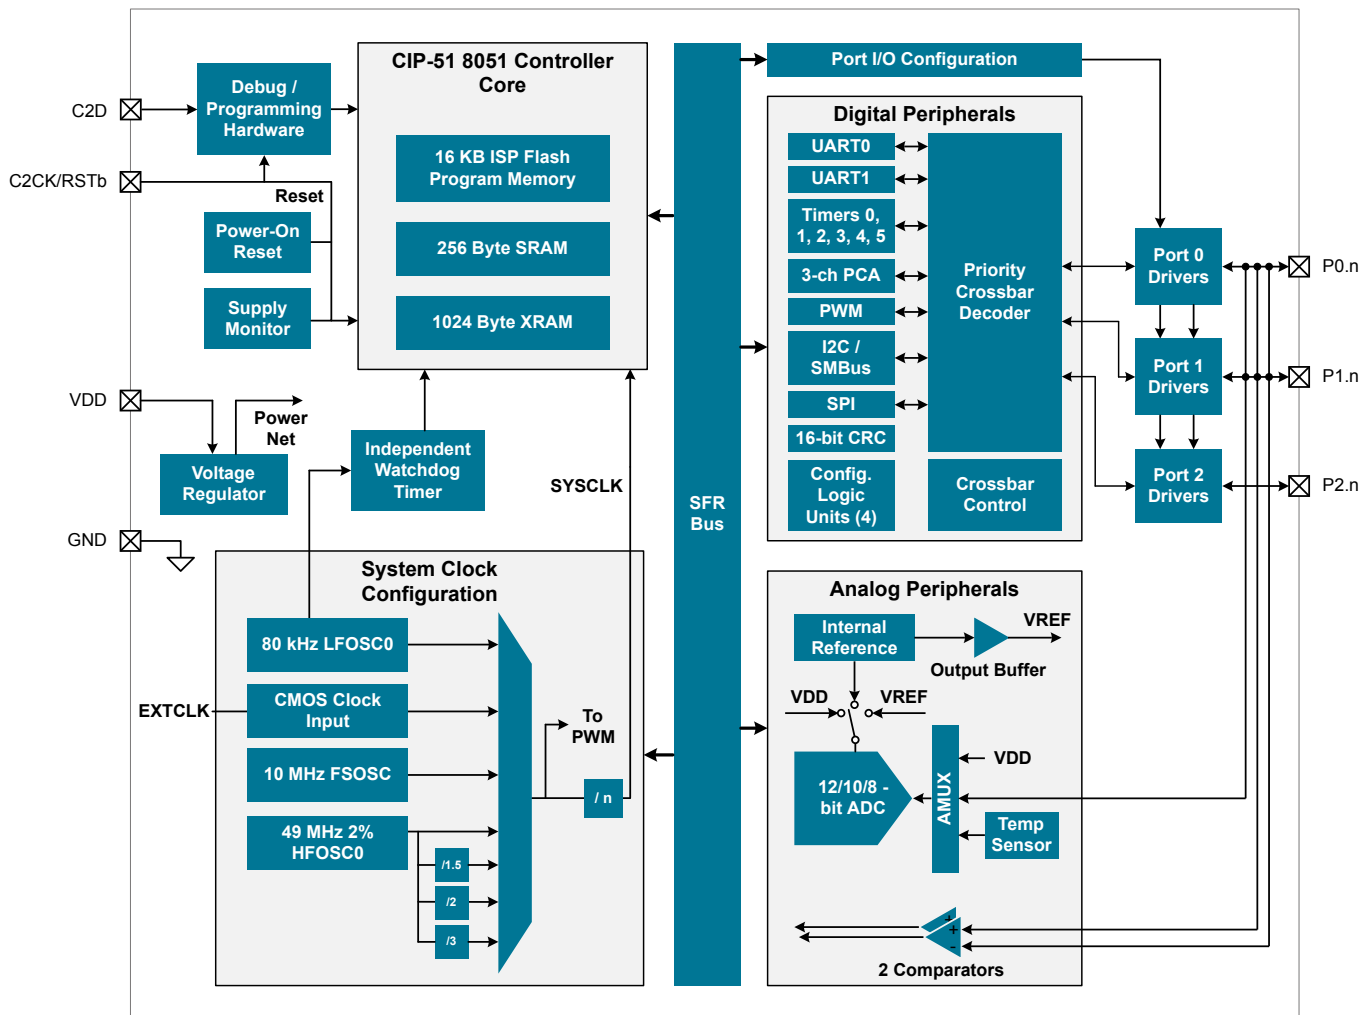 CIP-51 8051 Controller
Core
16 KB ISP Flash
Program Memory
256 Byte SRAM
1024 Byte XRAM
C2D
Debug /
Programming
Hardware
C2CK/RSTb
Reset
Power-On
Reset
Supply
Monitor
VDD
Power
Net
Voltage
Regulator
GND
Independent
Watchdog
Timer
SYSCLK
System Clock
Configuration
80 kHz LFOSC0
EXTCLK
CMOS Clock
Input
10 MHz FSOSC
49 MHz 2%
HFOSC0
/1.5
/2
/3
To
PWM
/ n
SFR
Bus
Port I/O Configuration
Digital Peripherals
UART0
UART1
Timers 0,
1, 2, 3, 4, 5
3-ch PCA
PWM
I2C /
SMBus
SPI
16-bit CRC
Config.
Logic
Units (4)
Priority
Crossbar
Decoder
Crossbar
Control
Port 0
Drivers
P0.n
Port 1
Drivers
P1.n
Port 2
Drivers
P2.n
Analog Peripherals
Internal
Reference
VREF
Output Buffer
VDD
VREF
12/10/8 -
bit ADC
AMUX
VDD
Temp
Sensor
+
+
-
2 Comparators